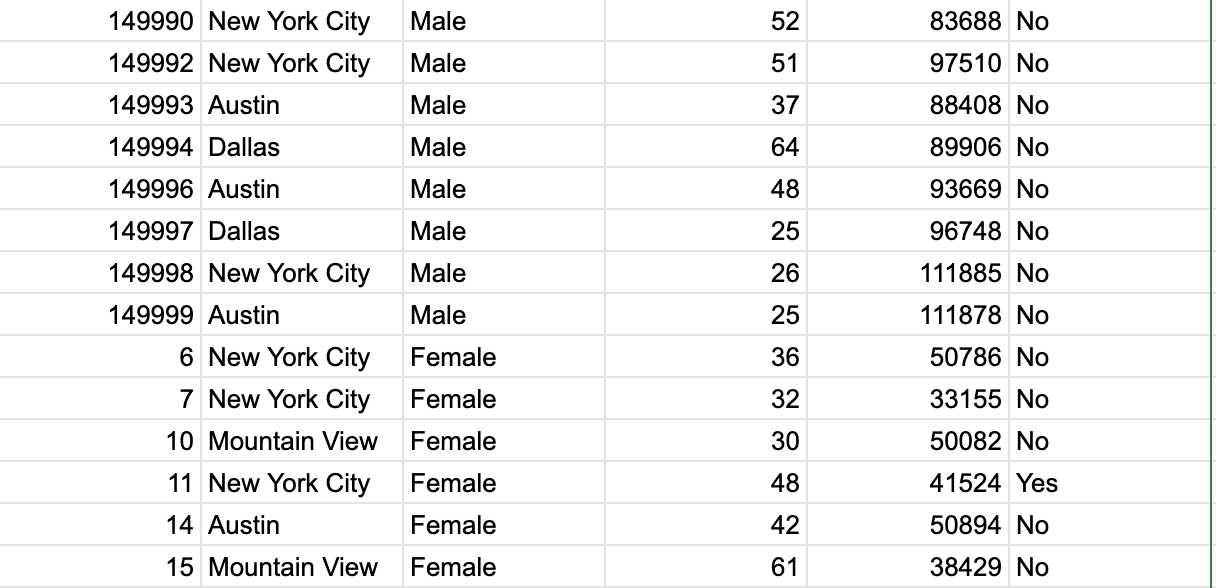 149990 New York City Male 52 83688 No
149992 New York City Male 51 97510 No
149993 Austin Male 37 88408 No
149994 Dallas Male 64 89906 No
149996 Austin Male 48 93669 No
149997 Dallas Male 25 96748 No
149998 New York City Male 26 111885 No
149999 Austin Male 25 111878 No
6 New York City Female 36 50786 No
7 New York City Female 32 33155 No
10 Mountain View Female 30 50082 No
11 New York City Female 48 41524 Yes
14 Austin Female 42 50894 No
15 Mountain View Female 61 38429 No